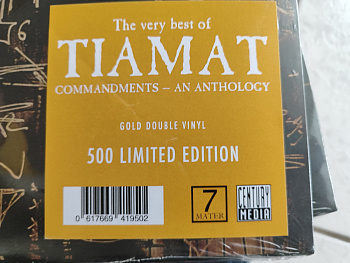 The very best of
TIAMAT
COMMANDMENTS – AN ANTHOLOGY
GOLD DOUBLE VINYL
500 LIMITED EDITION
0 617669 419502
7
MATER
CENTURY
MEDIA